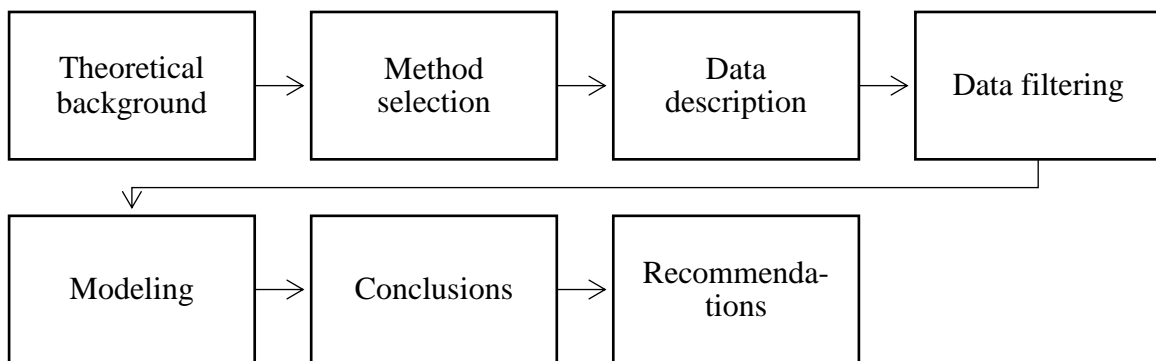 Theoretical
background
Method
selection
Data
description
Data filtering
Modeling
Conclusions
Recommenda-
tions